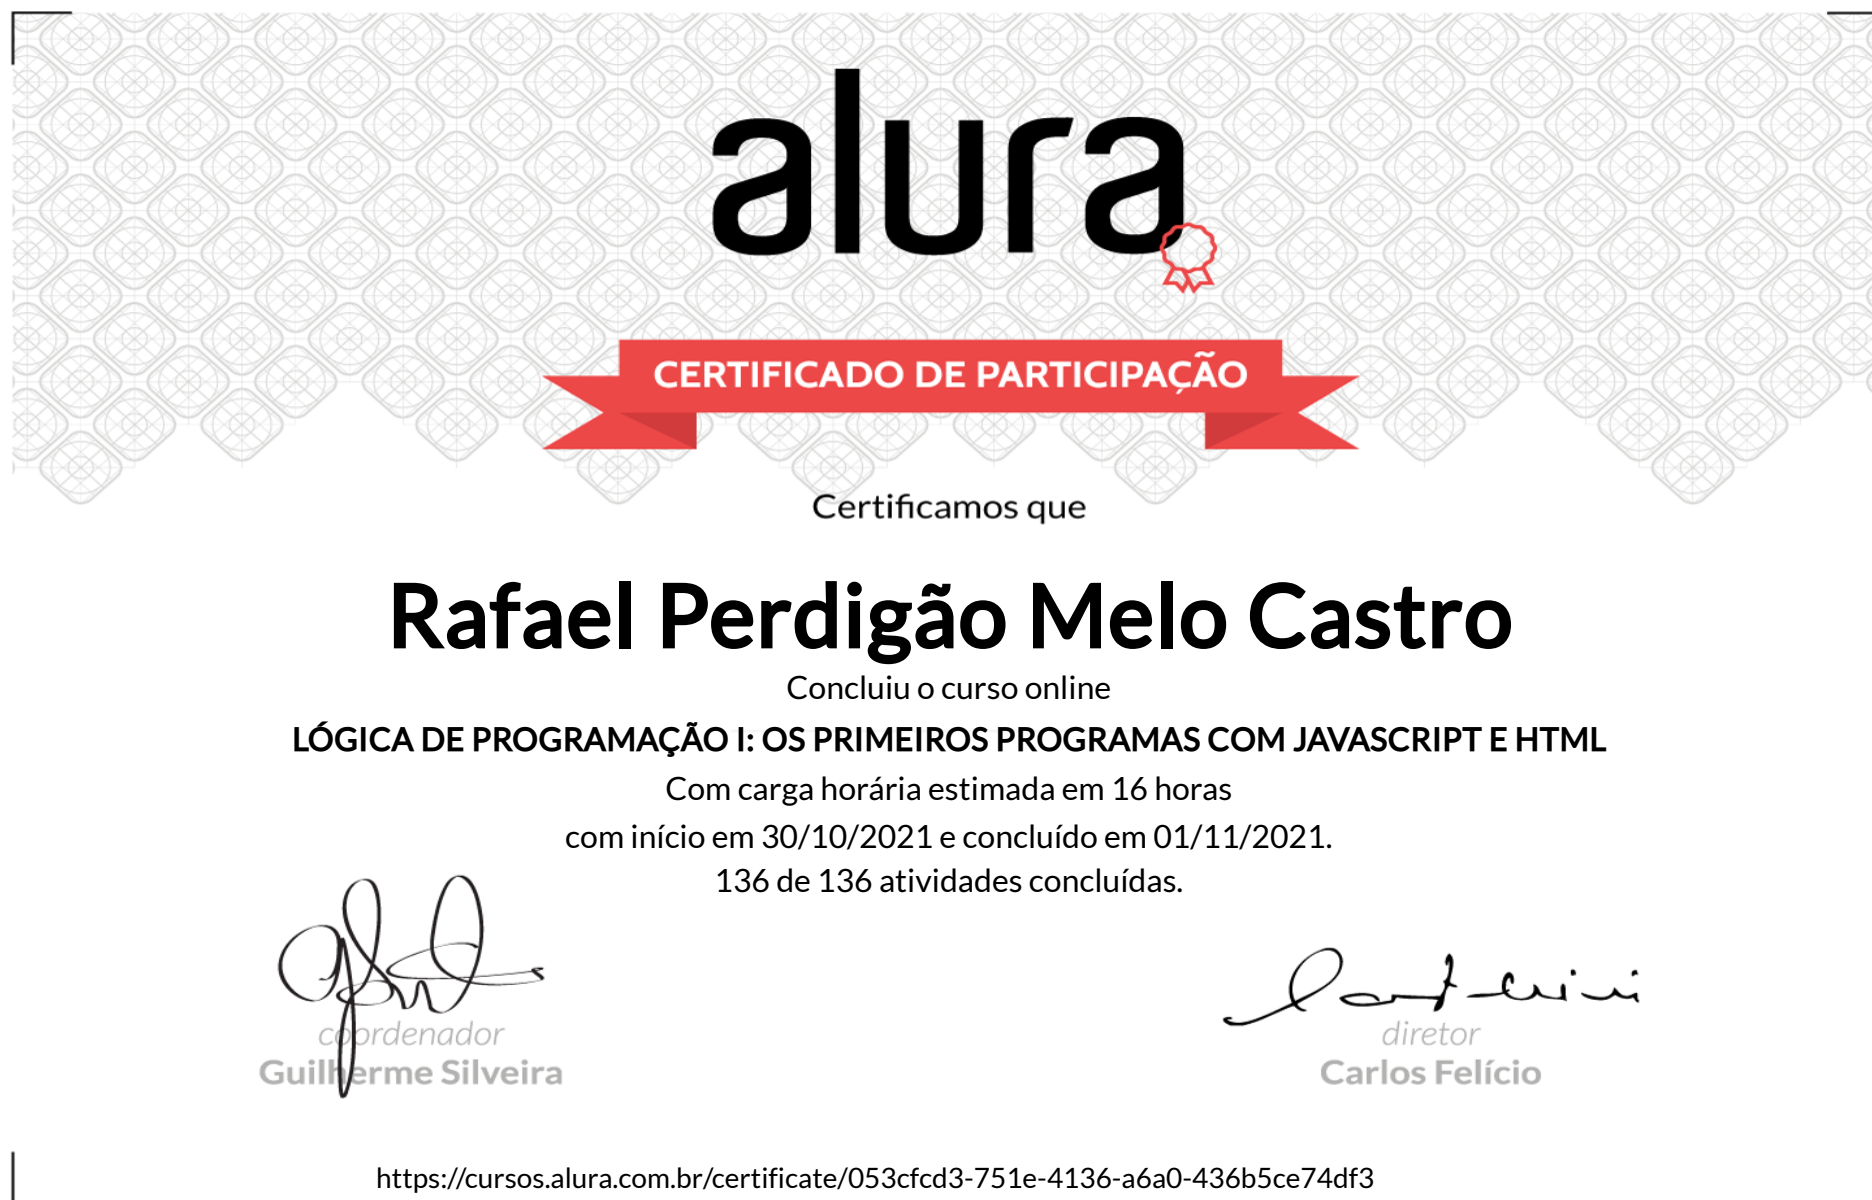 alura
CERTIFICADO DE PARTICIPAÇÃO
Certificamos que
Rafael Perdigão Melo Castro
Concluiu o curso online
LÓGICA DE PROGRAMAÇÃO I: OS PRIMEIROS PROGRAMAS COM JAVASCRIPT E HTML
Com carga horária estimada em 16 horas
com início em 30/10/2021 e concluído em 01/11/2021.
136 de 136 atividades concluídas.
coordenador
Guilherme Silveira
diretor
Carlos Felício
https://cursos.alura.com.br/certificate/053cfcd3-751e-4136-a6a0-436b5ce74df3